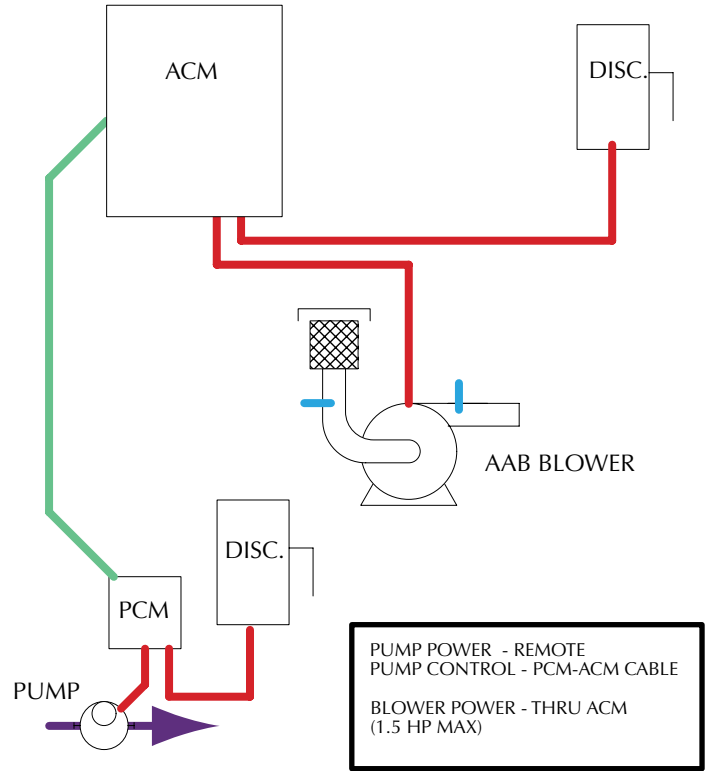 ACM
DISC.
AAB BLOWER
DISC.
PCM
PUMP
PUMP POWER - REMOTE
PUMP CONTROL - PCM-ACM CABLE
BLOWER POWER - THRU ACM
(1.5 HP MAX)